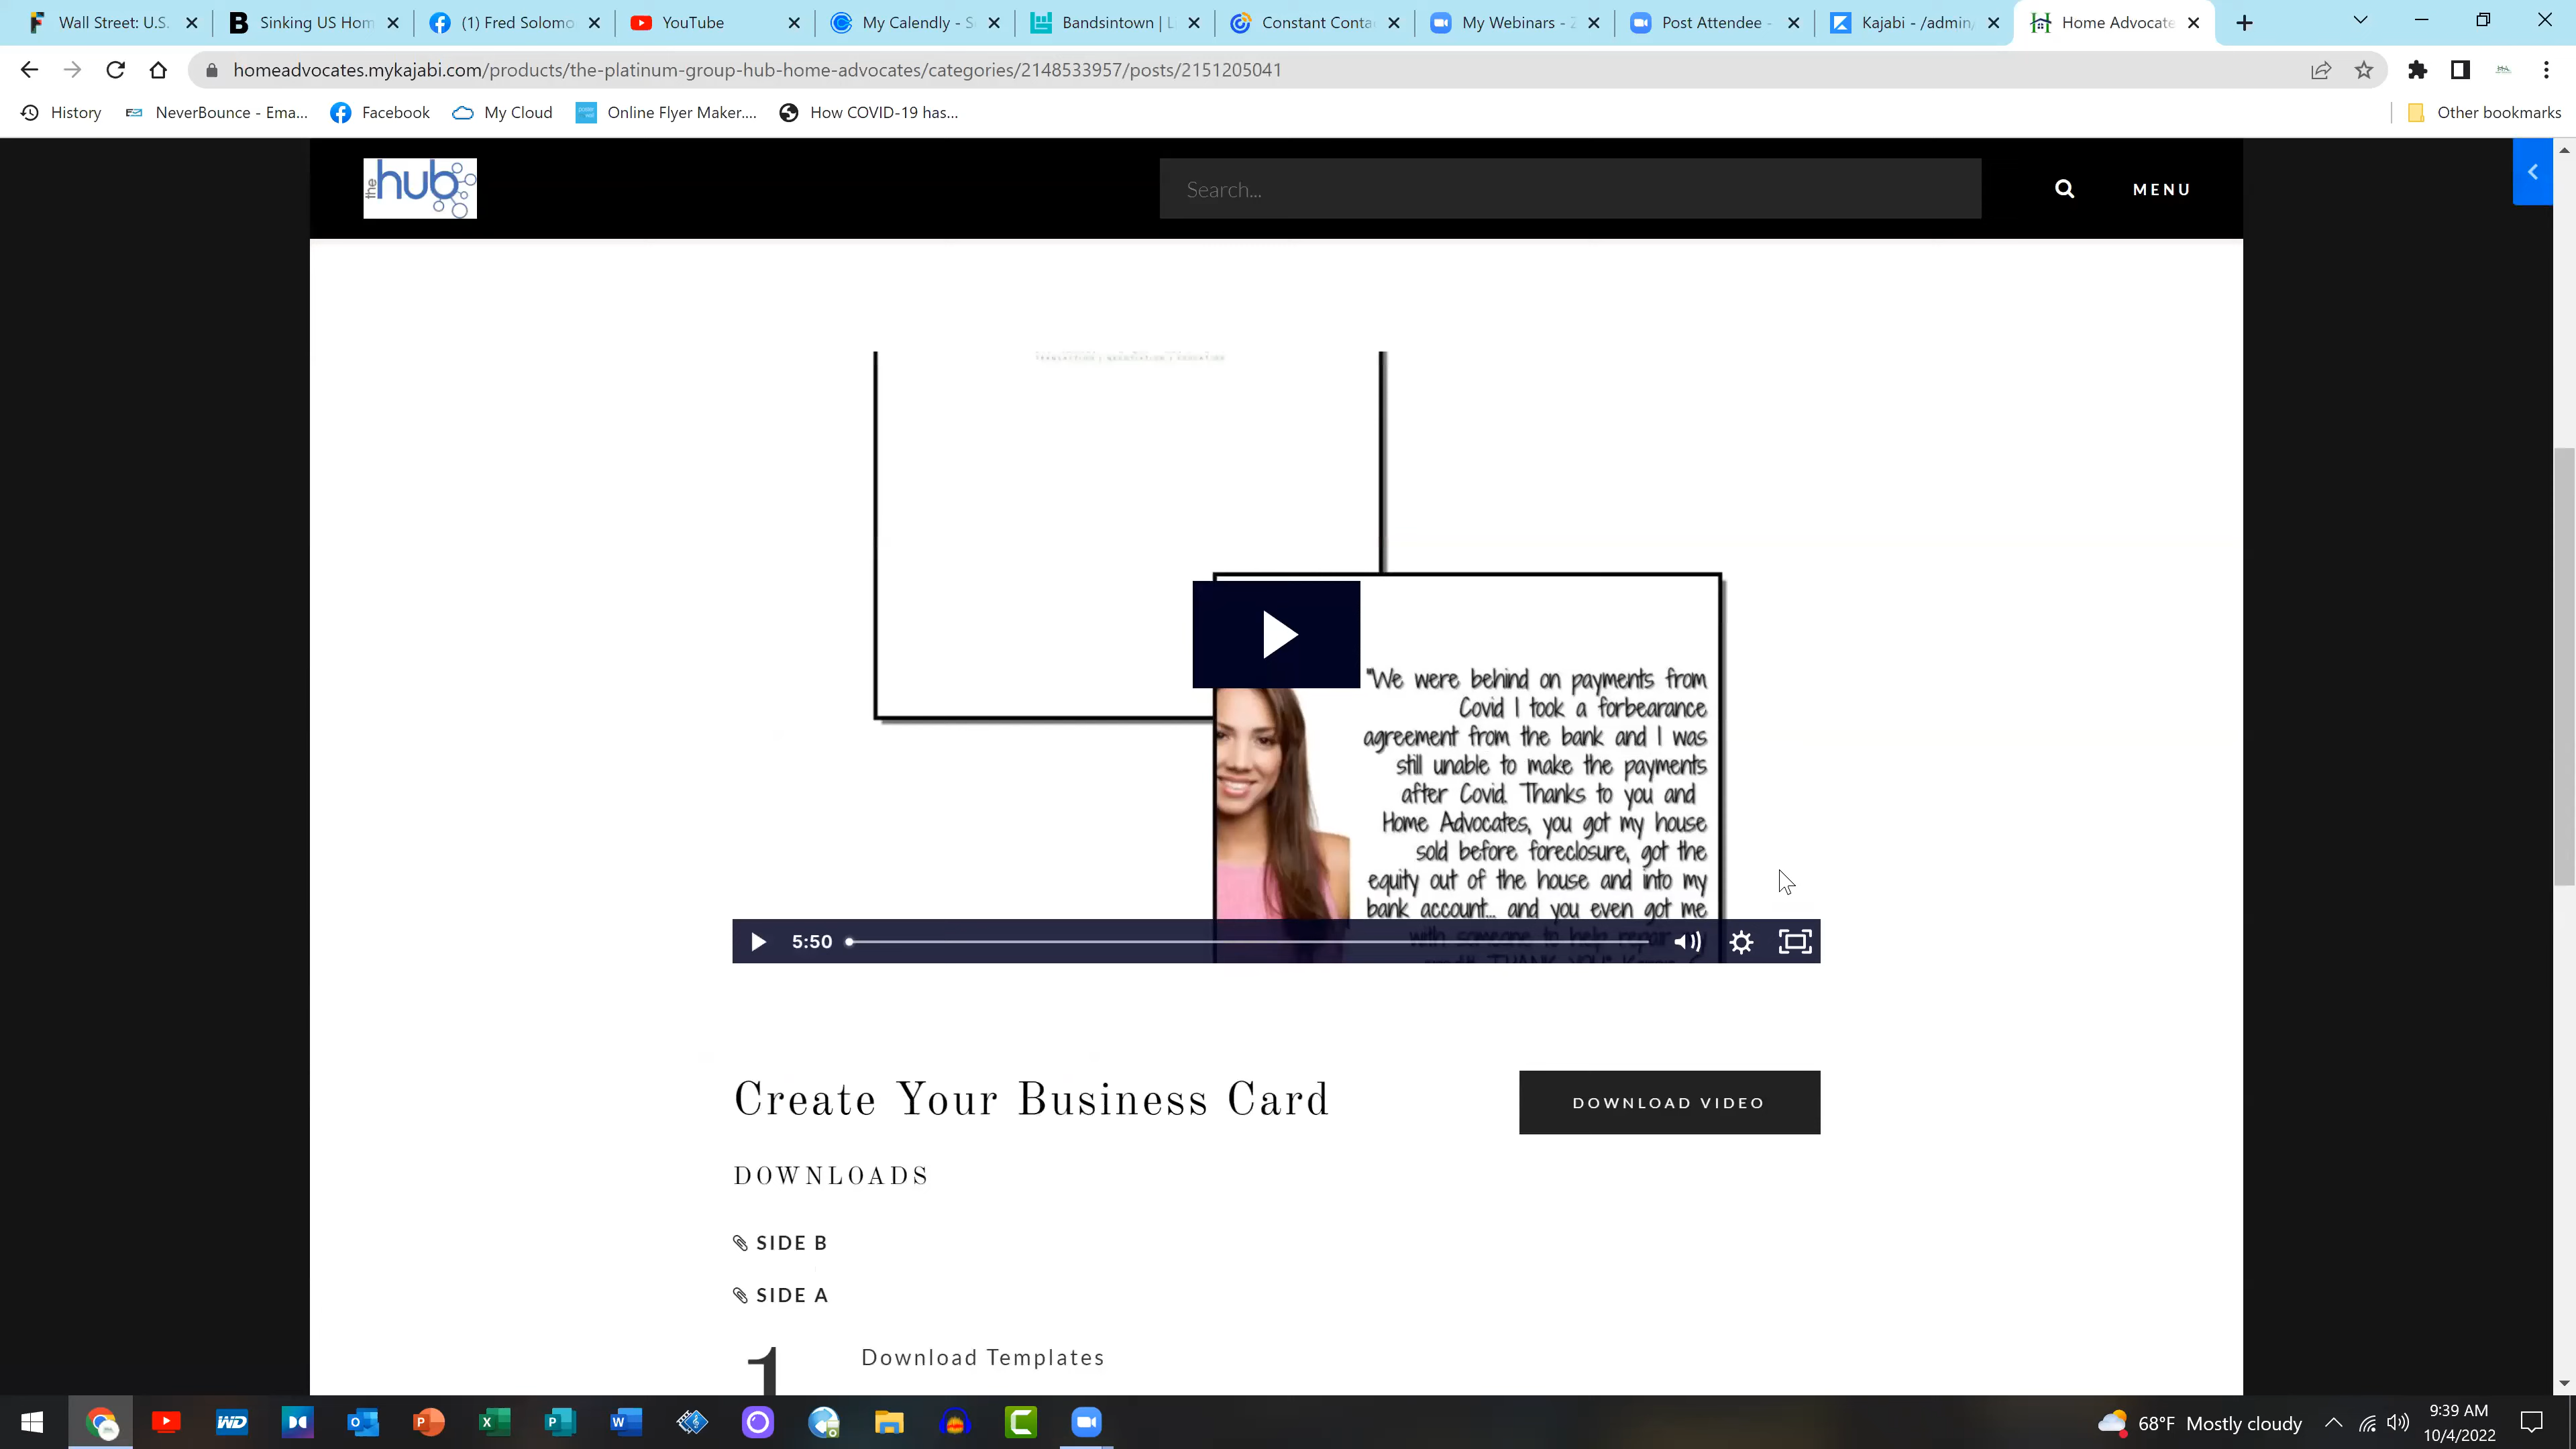 Wall Street: U.S.
Sinking US Hom
(1) Fred Solomo
YouTube
My Calendly - S
Bandsintown | L
Constant Conta
My Webinars - Z
Post Attendee -
Kajabi - /admin/
Home Advocate
homeadvocates.mykajabi.com/products/the-platinum-group-hub-home-advocates/categories/2148533957/posts/2151205041
History
NeverBounce - Ema...
Facebook
My Cloud
Online Flyer Maker....
How COVID-19 has...
Other bookmarks
the hub
Search...
MENU
"We were behind on payments from
Covid I took a forbearance
agreement from the bank and I was
still unable to make the payments
after Covid. Thanks to you and
Home Advocates, you got my house
sold before foreclosure, got the
equity out of the house and into my
bank account... and you even got me
with someone to help repair my
5:50
Create Your Business Card
DOWNLOAD VIDEO
DOWNLOADS
SIDE B
SIDE A
1
Download Templates
68°F Mostly cloudy
9:39 AM
10/4/2022